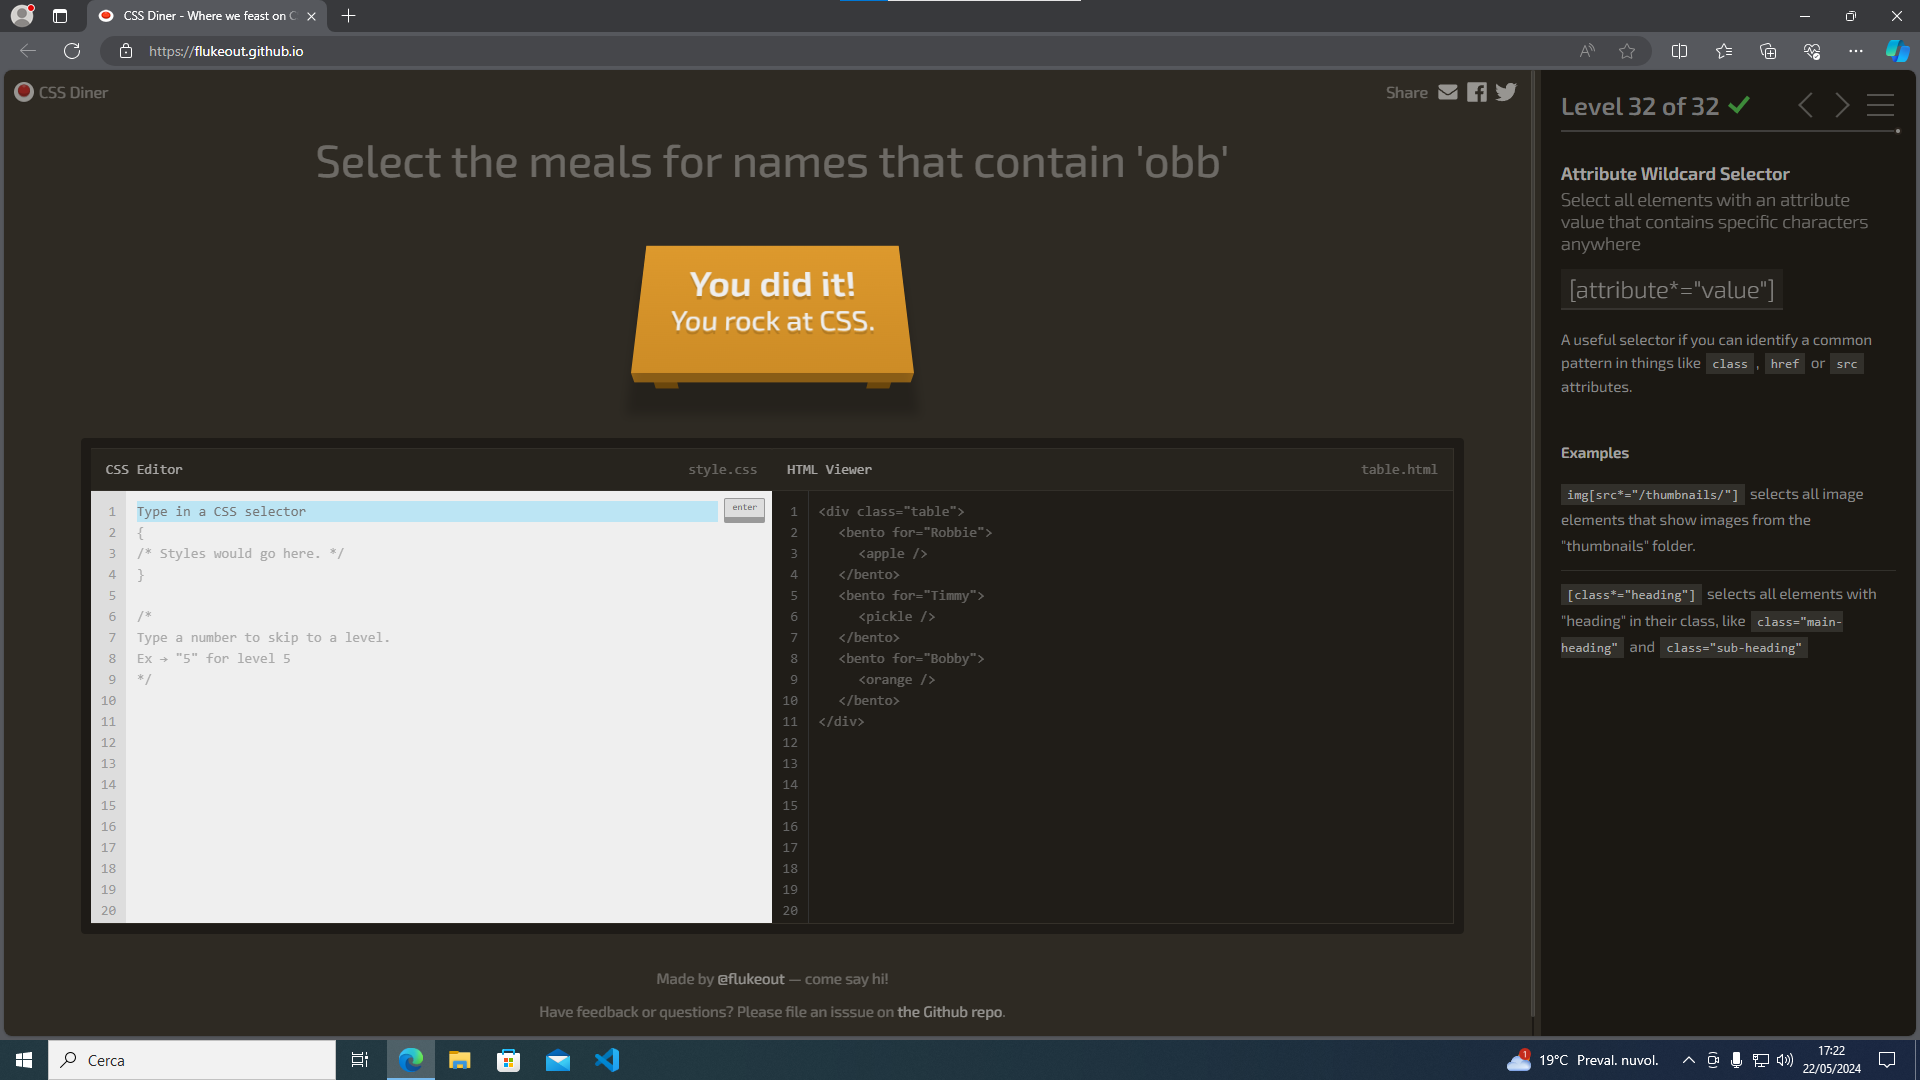 CSS Diner - Where we feast on C
https://flukeout.github.io
CSS Diner
Share
Select the meals for names that contain 'obb'
You did it!
You rock at CSS.
CSS Editor
style.css
HTML Viewer
table.html
1 Type in a CSS selector
enter
2 {
3 /* Styles would go here. */
4 }
5
6 /*
7 Type a number to skip to a level.
8 Ex → "5" for level 5
9 */
10
11
12
13
14
15
16
17
18
19
20
1 <div class="table">
2 <bento for="Robbie">
3 <apple />
4 </bento>
5 <bento for="Timmy">
6 <pickle />
7 </bento>
8 <bento for="Bobby">
9 <orange />
10 </bento>
11 </div>
12
13
14
15
16
17
18
19
20
Made by @flukeout — come say hi!
Have feedback or questions? Please file an isssue on the Github repo.
Level 32 of 32
Attribute Wildcard Selector
Select all elements with an attribute
value that contains specific characters
anywhere
[attribute*="value"]
A useful selector if you can identify a common
pattern in things like class, href or src
attributes.
Examples
img[src*="/thumbnails/"] selects all image
elements that show images from the
"thumbnails" folder.
[class*="heading"] selects all elements with
"heading" in their class, like class="main-
heading" and class="sub-heading"
Cerca
1
19°C Preval. nuvol.
17:22
22/05/2024